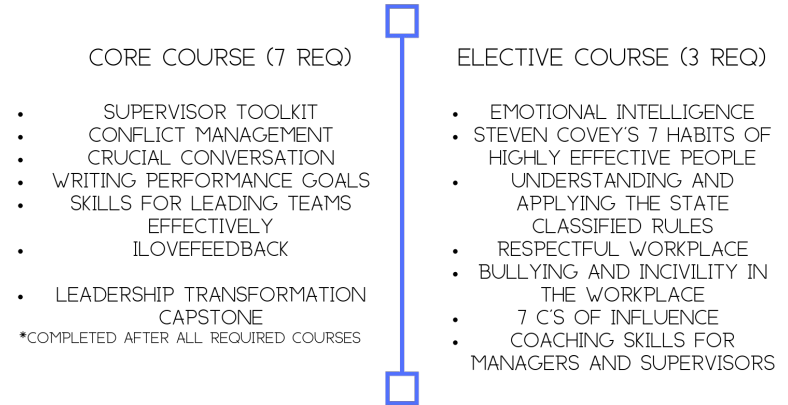 CORE COURSE (7 REQ)
• SUPERVISOR TOOLKIT
• CONFLICT MANAGEMENT
• CRUCIAL CONVERSATION
• WRITING PERFORMANCE GOALS
• SKILLS FOR LEADING TEAMS
EFFECTIVELY
• ILOVEFEEDBACK
• LEADERSHIP TRANSFORMATION
CAPSTONE
*COMPLETED AFTER ALL REQUIRED COURSES
ELECTIVE COURSE (3 REQ)
• EMOTIONAL INTELLIGENCE
• STEVEN COVEY'S 7 HABITS OF
HIGHLY EFFECTIVE PEOPLE
• UNDERSTANDING AND
APPLYING THE STATE
CLASSIFIED RULES
• RESPECTFUL WORKPLACE
• BULLYING AND INCIVILITY IN
THE WORKPLACE
• 7 C'S OF INFLUENCE
• COACHING SKILLS FOR
MANAGERS AND SUPERVISORS